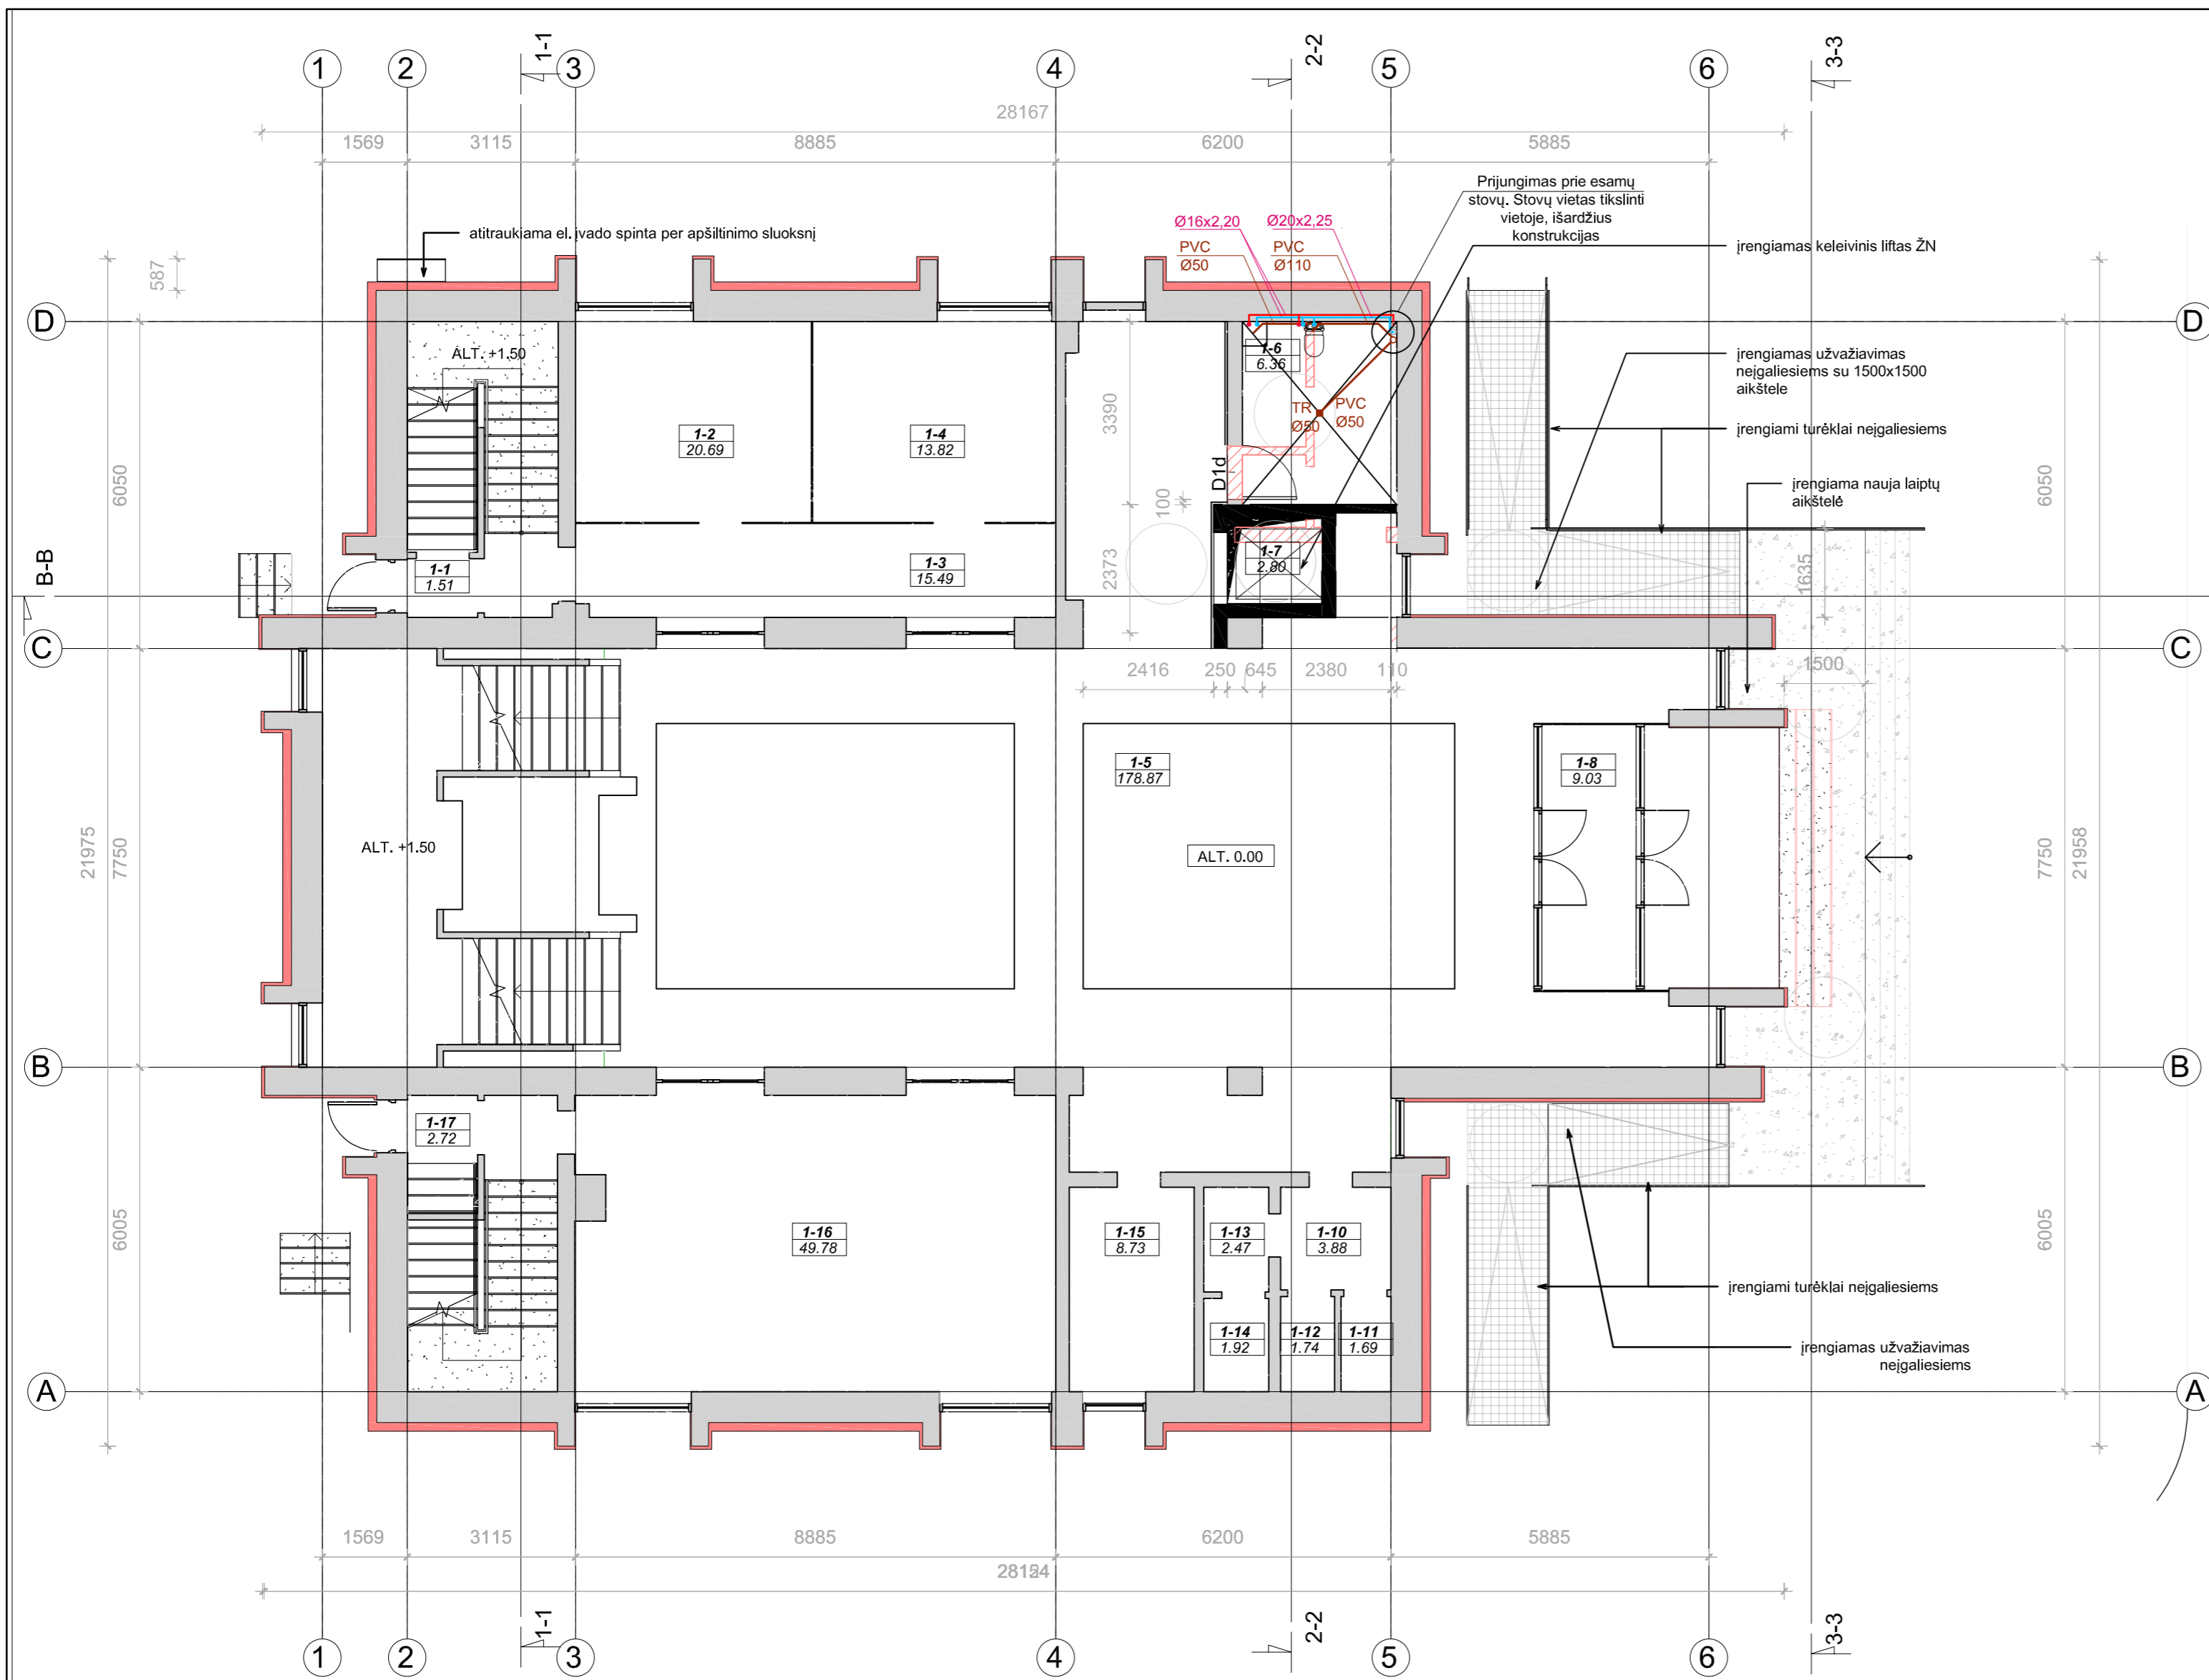 1-1
2-2
3-3
1
2
3
4
5
6
28167
1569
3115
8885
6200
5885
Prijungimas prie esamų
stovų. Stovų vietas tikslinti
vietoje, išardžius
konstrukcijas
Ø16x2,20
Ø20x2,25
PVC
Ø50
PVC
Ø110
atitraukiama el. įvado spinta per apšiltinimo sluoksnį
įrengiamas keleivinis liftas ŽN
587
D
D
ALT. +1.50
1-6
6.36
įrengiamas užvažiavimas
neįgaliesiems su 1500x1500
aikštele
3390
TR
Ø50
PVC
Ø50
įrengiami turėklai neįgaliesiems
1-2
20.69
1-4
13.82
6050
6050
D1d
100
įrengiama nauja laiptų
aikštelė
B-B
1-1
1.51
1-3
15.49
2373
1-7
2.80
1635
C
C
2416
250
645
2380
110
1500
1-5
178.87
1-8
9.03
21975
7750
ALT. +1.50
ALT. 0.00
7750
21958
B
B
1-17
2.72
6005
1-16
49.78
1-15
8.73
1-13
2.47
1-10
3.88
6005
įrengiami turėklai neįgaliesiems
1-14
1.92
1-12
1.74
1-11
1.69
įrengiamas užvažiavimas
neįgaliesiems
A
A
1569
3115
8885
6200
5885
1-1
2-2
3-3
1
2
3
4
5
6